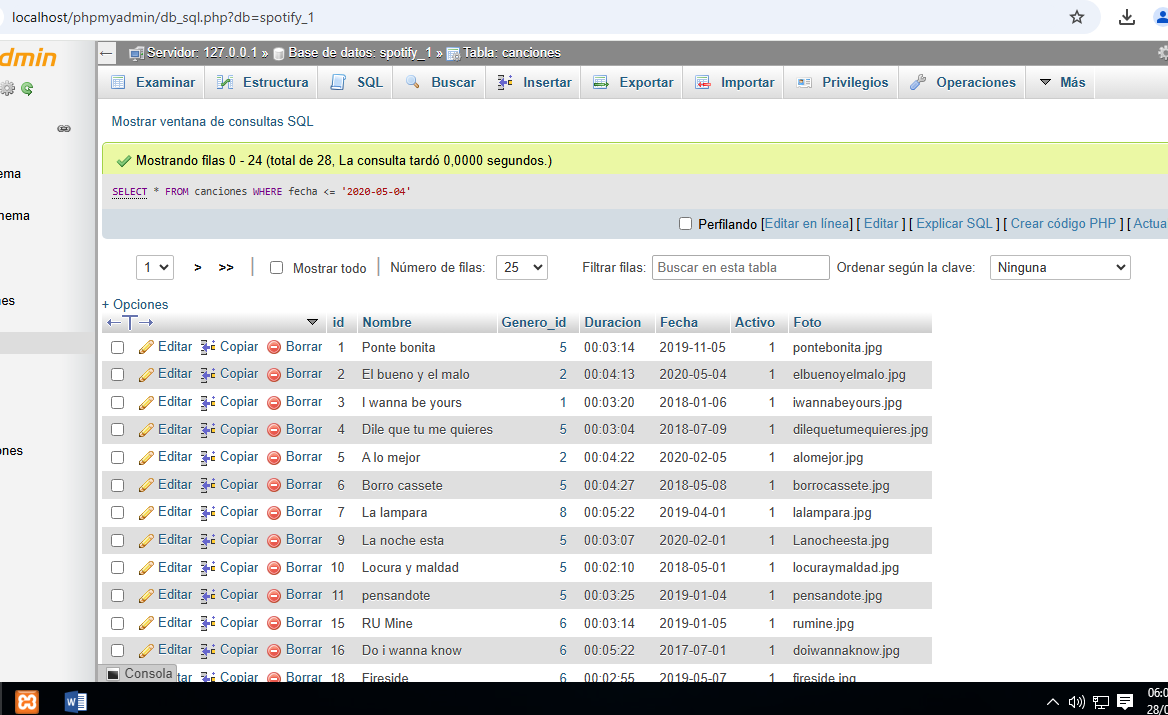 localhost/phpmyadmin/db_sql.php?db=spotify_1
dmin
Servidor: 127.0.0.1 » Base de datos: spotify_1 » Tabla: canciones
Examinar Estructura SQL Buscar Insertar Exportar Importar Privilegios Operaciones Más
Mostrar ventana de consultas SQL
Mostrando filas 0 - 24 (total de 28, La consulta tardó 0,0000 segundos.)
ema
SELECT * FROM canciones WHERE fecha <= '2020-05-04'
nema
Perfilando [Editar en línea] [ Editar ] [ Explicar SQL ] [ Crear código PHP ] [ Actua
1 > >> | Mostrar todo | Número de filas: 25 Filtrar filas: Buscar en esta tabla Ordenar según la clave: Ninguna
es
+ Opciones
←T→ id Nombre Genero_id Duracion Fecha Activo Foto
Editar Copiar Borrar 1 Ponte bonita 5 00:03:14 2019-11-05 1 pontebonita.jpg
Editar Copiar Borrar 2 El bueno y el malo 2 00:04:13 2020-05-04 1 elbuenoyelmalo.jpg
Editar Copiar Borrar 3 I wanna be yours 1 00:03:20 2018-01-06 1 iwannabeyours.jpg
Editar Copiar Borrar 4 Dile que tu me quieres 5 00:03:04 2018-07-09 1 dilequetumequieres.jpg
ones
Editar Copiar Borrar 5 A lo mejor 2 00:04:22 2020-02-05 1 alomejor.jpg
Editar Copiar Borrar 6 Borro cassete 5 00:04:27 2018-05-08 1 borrocassete.jpg
Editar Copiar Borrar 7 La lampara 8 00:05:22 2019-04-01 1 lalampara.jpg
Editar Copiar Borrar 9 La noche esta 5 00:03:07 2020-02-01 1 Lanocheesta.jpg
Editar Copiar Borrar 10 Locura y maldad 5 00:02:10 2018-05-01 1 locuraymaldad.jpg
Editar Copiar Borrar 11 pensandote 5 00:03:25 2019-01-04 1 pensandote.jpg
Editar Copiar Borrar 15 RU Mine 6 00:03:14 2019-01-05 1 rumine.jpg
Editar Copiar Borrar 16 Do i wanna know 6 00:05:22 2017-07-01 1 doiwannaknow.jpg
Consola tar Copiar Borrar 18 Fireside 6 00:02:55 2019-05-07 1 fireside.jpg
06:0
28/0